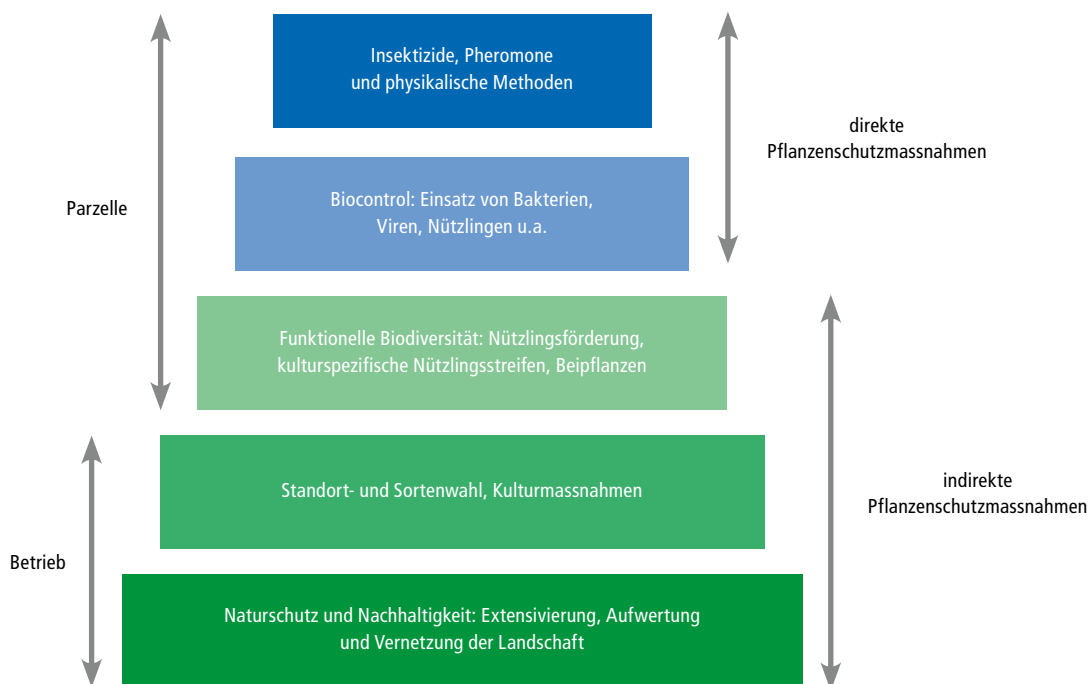 Insektizide, Pheromone
und physikalische Methoden
direkte
Pflanzenschutzmassnahmen
Parzelle
Biocontrol: Einsatz von Bakterien,
Viren, Nützlingen u.a.
Funktionelle Biodiversität: Nützlingsförderung,
kulturspezifische Nützlingsstreifen, Beipflanzen
Standort- und Sortenwahl, Kulturmassnahmen
indirekte
Pflanzenschutzmassnahmen
Betrieb
Naturschutz und Nachhaltigkeit: Extensivierung, Aufwertung
und Vernetzung der Landschaft